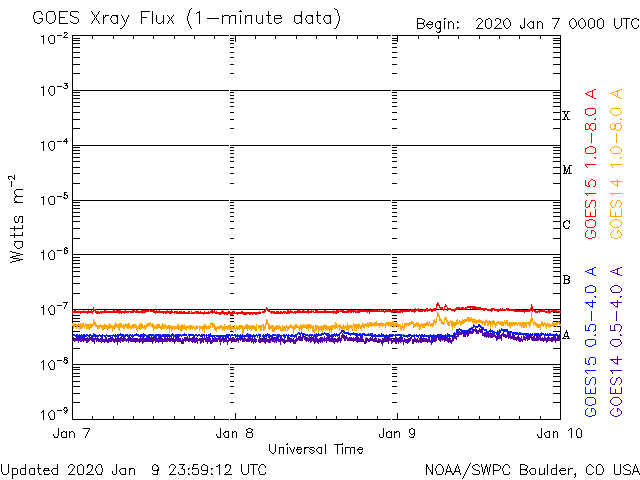 GOES Xray Flux (1-minute data)
Begin: 2020 Jan 7 0000 UTC
10⁻²
10⁻³
10⁻⁴
10⁻⁵
10⁻⁶
10⁻⁷
10⁻⁸
10⁻⁹
Watts m⁻²
X
M
C
B
A
GOES15 1.0-8.0 A
GOES14 1.0-8.0 A
GOES15 0.5-4.0 A
GOES14 0.5-4.0 A
Jan 7 Jan 8 Jan 9 Jan 10
Universal Time
Updated 2020 Jan 9 23:59:12 UTC
NOAA/SWPC Boulder, CO USA